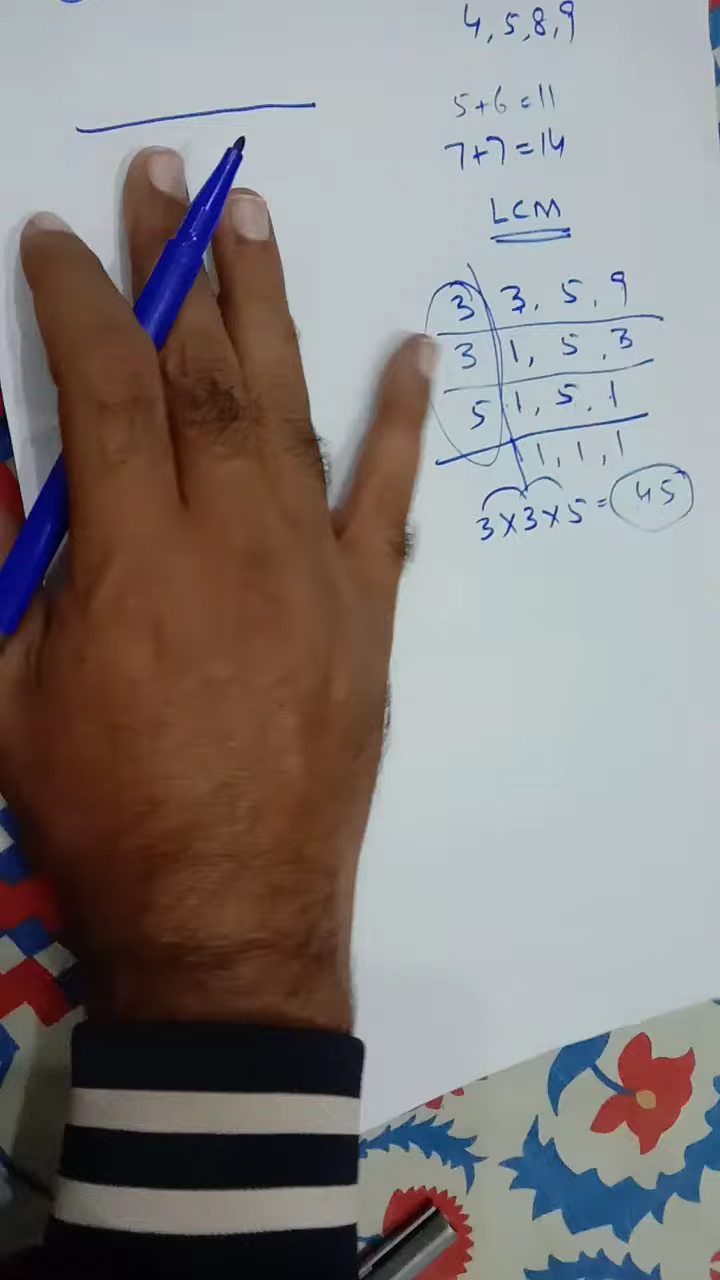 4, 5, 8, 9
5+6=11
7+7=14
LCM
3 3, 5, 9
3 1, 5, 3
5 1, 5, 1
1, 1, 1
3×3×5=45